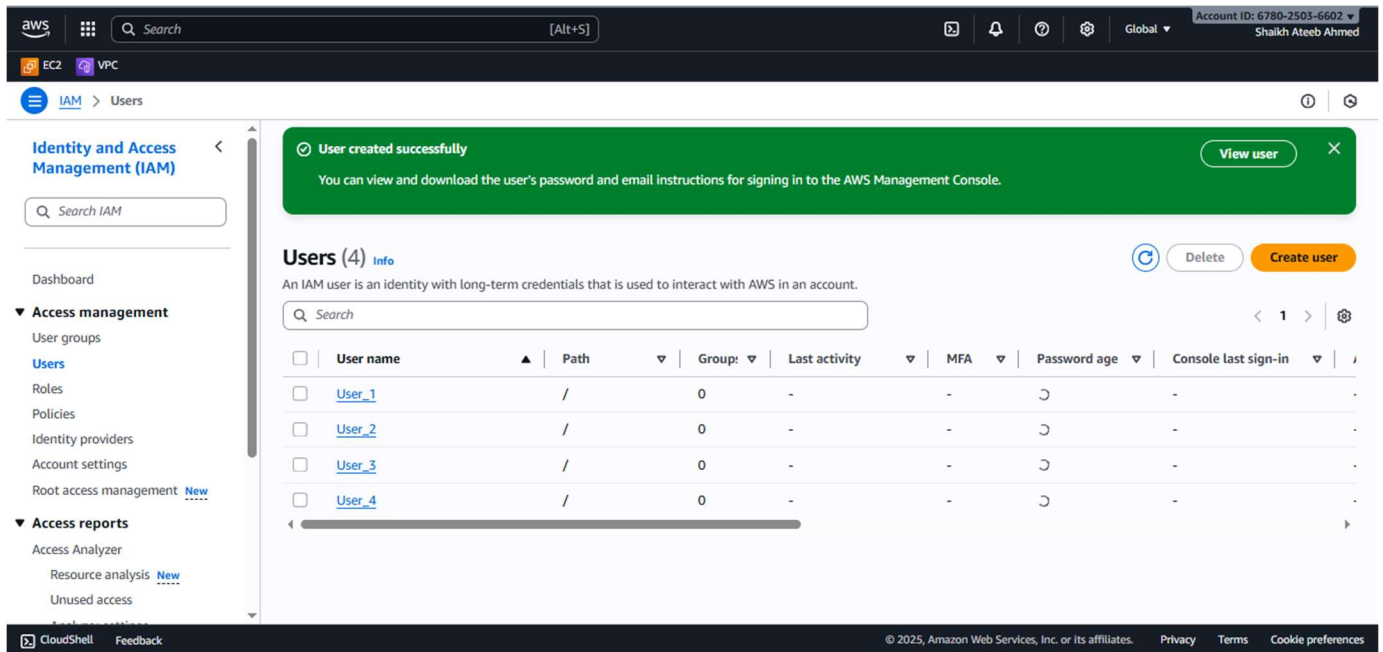 aws
Search [Alt+S]
Global
Account ID: 6780-2503-6602
Shaikh Ateeb Ahmed
EC2 VPC
IAM > Users
Identity and Access
Management (IAM)
Search IAM
Dashboard
Access management
User groups
Users
Roles
Policies
Identity providers
Account settings
Root access management New
Access reports
Access Analyzer
Resource analysis New
Unused access
User created successfully
View user
You can view and download the user's password and email instructions for signing in to the AWS Management Console.
Users (4) Info
Delete Create user
An IAM user is an identity with long-term credentials that is used to interact with AWS in an account.
Search
1
User name Path Group: Last activity MFA Password age Console last sign-in
User_1 / 0 - - -
User_2 / 0 - - -
User_3 / 0 - - -
User_4 / 0 - - -
CloudShell Feedback © 2025, Amazon Web Services, Inc. or its affiliates. Privacy Terms Cookie preferences